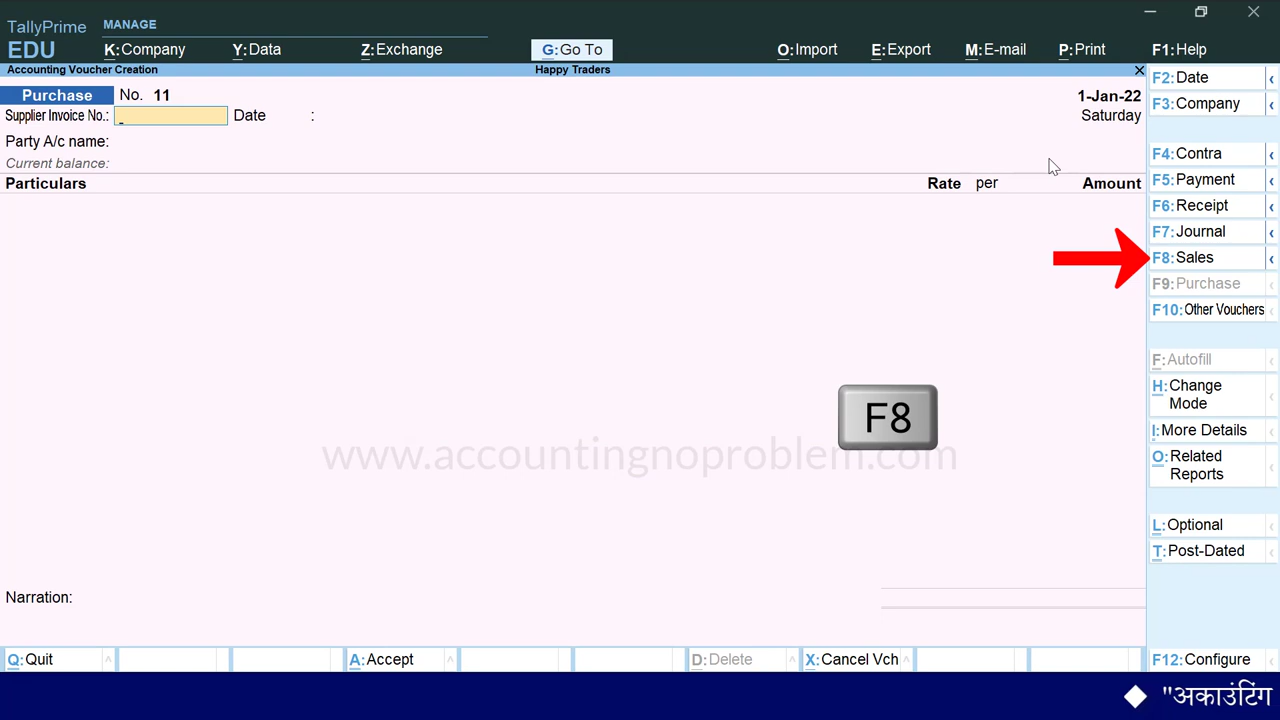 TallyPrime
MANAGE
EDU
K:Company
Y:Data
Z:Exchange
G:Go To
O:Import
E:Export
M:E-mail
P:Print
F1:Help
Accounting Voucher Creation
Happy Traders
Purchase
No. 11
1-Jan-22
Supplier Invoice No.:
Date :
Saturday
Party A/c name:
Current balance:
Particulars
Rate per
Amount
F2:Date
F3:Company
F4:Contra
F5:Payment
F6:Receipt
F7:Journal
F8:Sales
F9:Purchase
F10:Other Vouchers
F:Autofill
H:Change
Mode
I:More Details
O:Related
Reports
L:Optional
T:Post-Dated
F8
www.accountingnoproblem.com
Narration:
Q:Quit
A:Accept
D:Delete
X:Cancel Vch
F12:Configure
"अकाउंटिंग